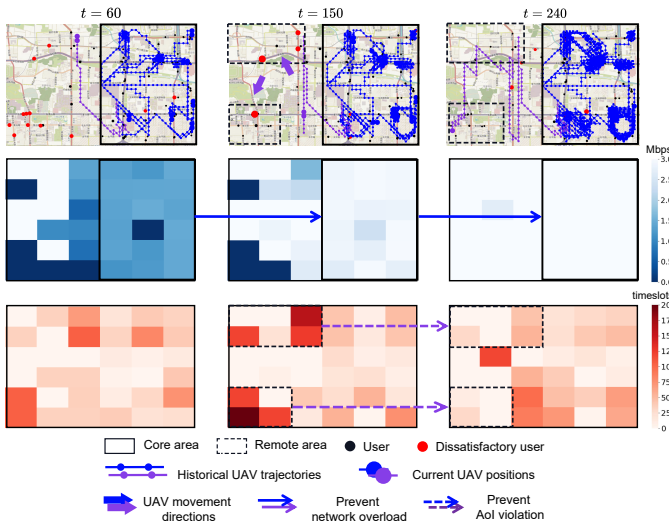 t = 60
t = 150
t = 240
Mbps
3.0
2.5
2.0
1.5
1.0
0.5
0.0
timeslots
200
175
150
125
100
75
50
25
0
Core area
Remote area
User
Dissatisfactory user
Historical UAV trajectories
Current UAV positions
UAV movement
directions
Prevent
network overload
Prevent
AoI violation